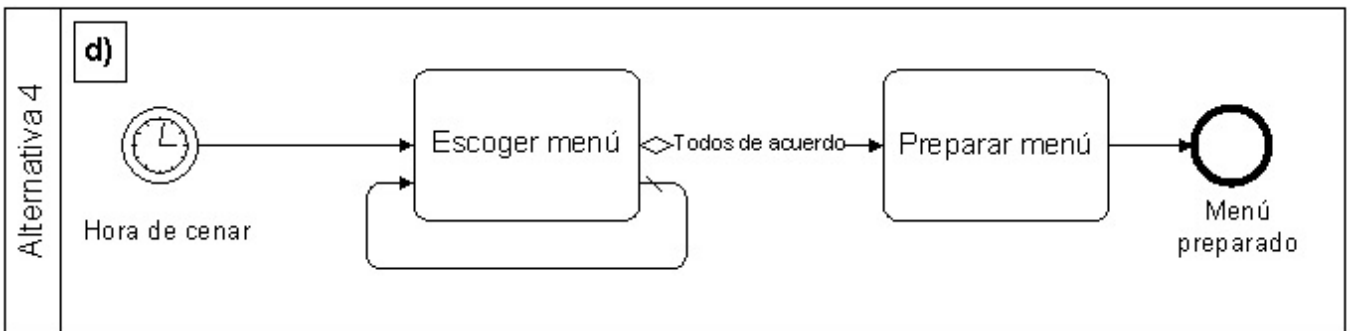 Alternativa 4
d)
Hora de cenar
Escoger menú
Todos de acuerdo
Preparar menú
Menú
preparado